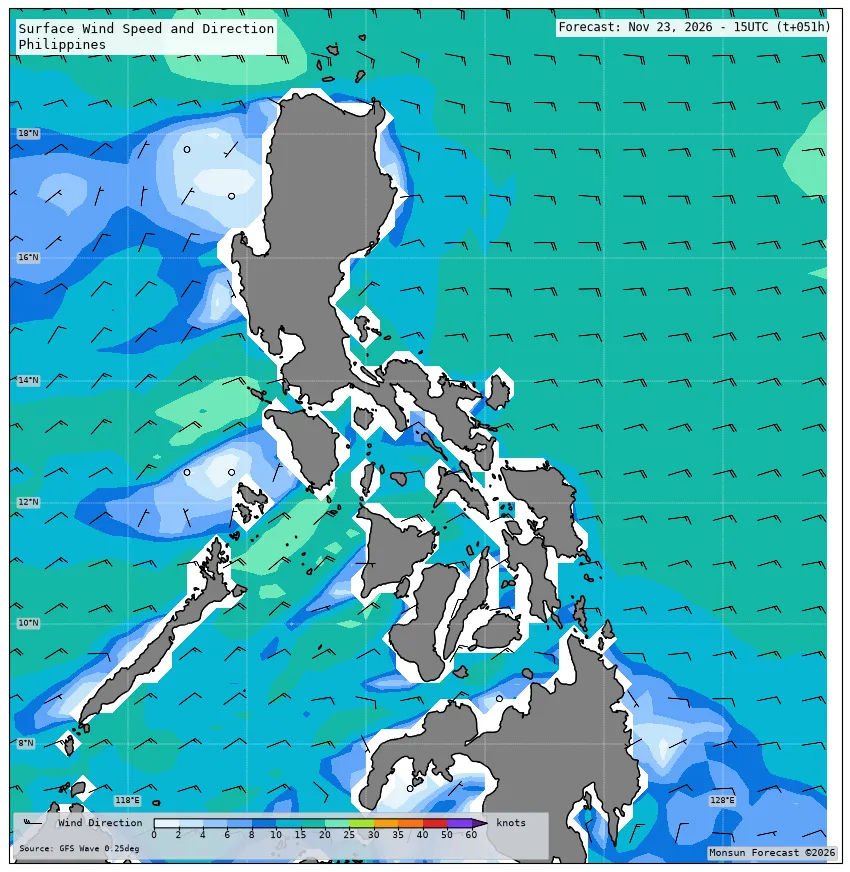 Surface Wind Speed and Direction
Philippines
Forecast: Nov 23, 2026 - 15UTC (t+051h)
18°N
16°N
14°N
12°N
10°N
8°N
118°E
128°E
Wind Direction
0 2 4 6 8 10 15 20 25 30 35 40 50 60
knots
Source: GFS Wave 0.25deg
Monsun Forecast ©2026